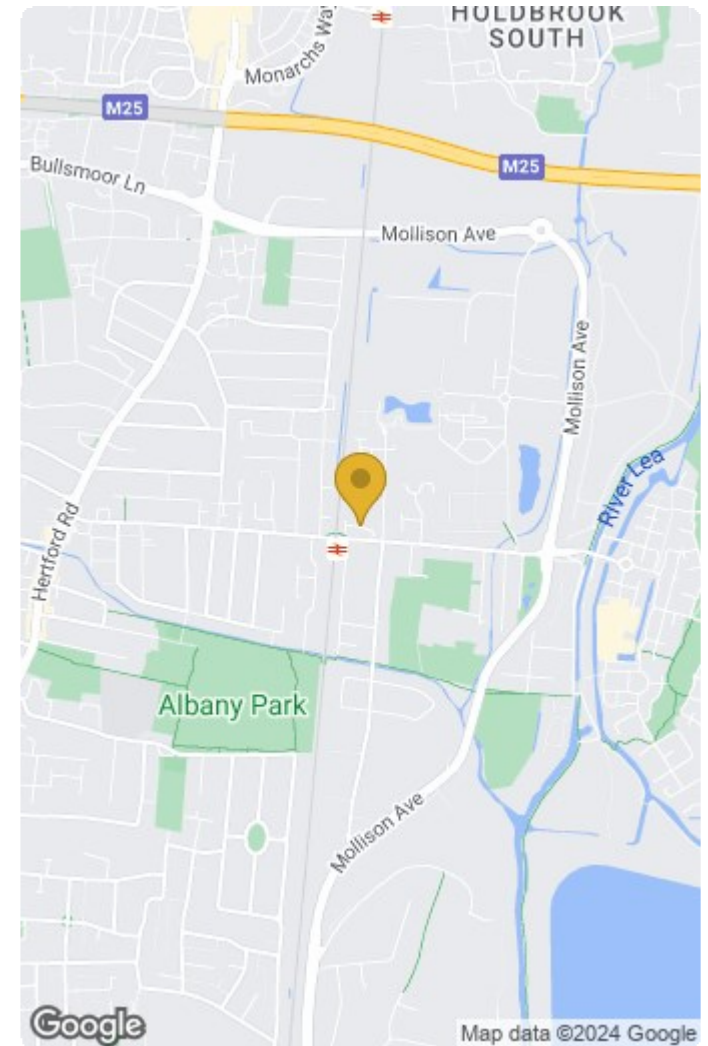 HOLDBROOK
SOUTH
Monarchs Way
M25
M25
Bullsmoor Ln
Mollison Ave
Mollison Ave
River Lea
Hertford Rd
Albany Park
Mollison Ave
Google
Map data ©2024 Google